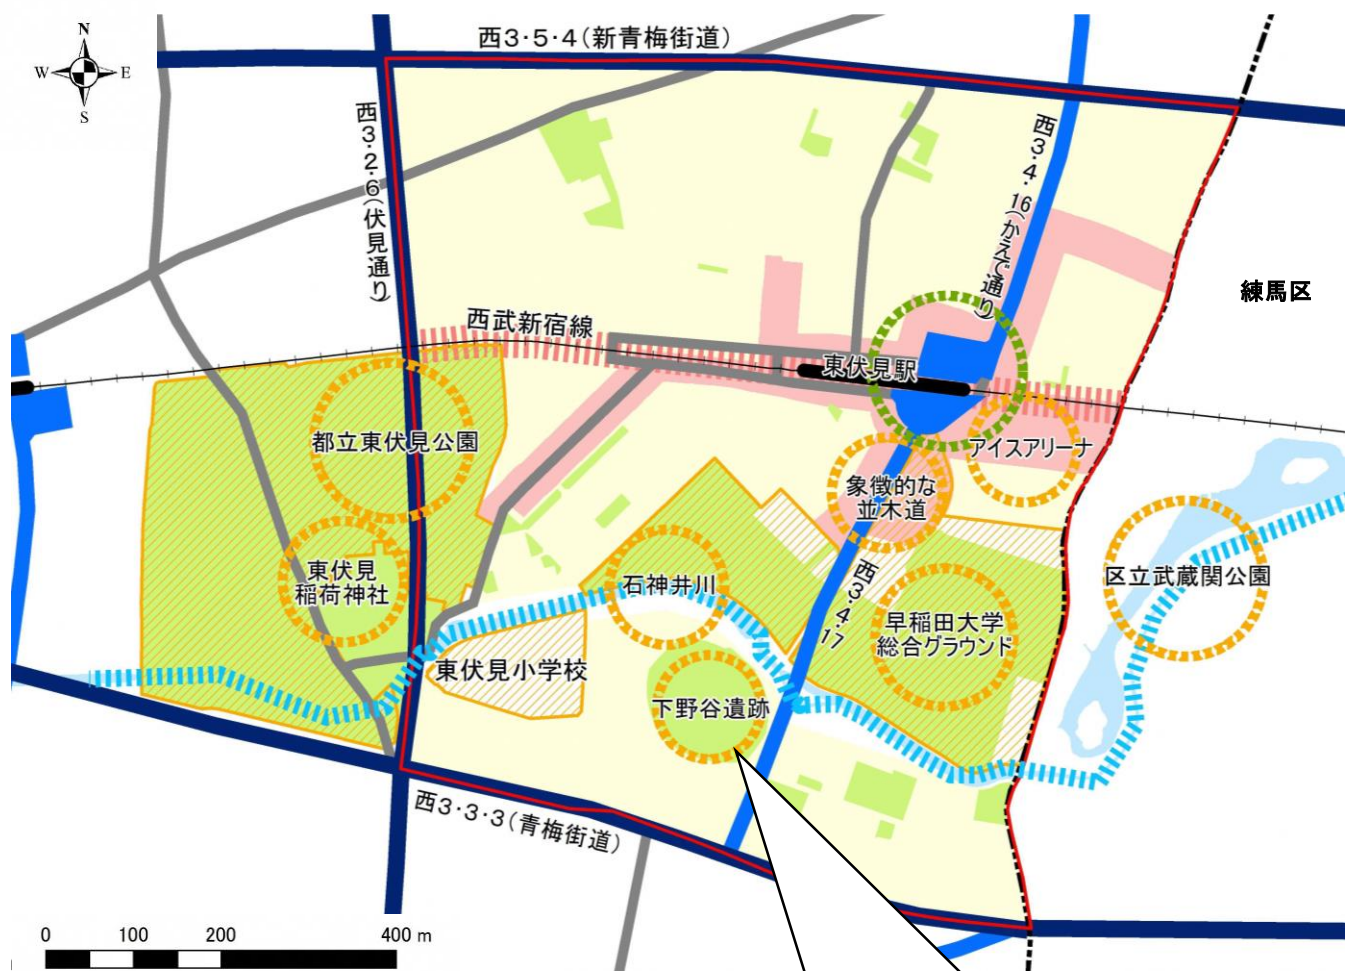 N
W
E
S
西3・5・4(新青梅街道)
西3・2・6(伏見通り)
西3・4・16(かえで通り)
練馬区
西武新宿線
東伏見駅
都立東伏見公園
アイスアリーナ
象徴的な
並木道
東伏見
稲荷神社
石神井川
区立武蔵関公園
西3・4・17
早稲田大学
総合グラウンド
東伏見小学校
下野谷遺跡
西3・3・3(青梅街道)
0 100 200 400 m